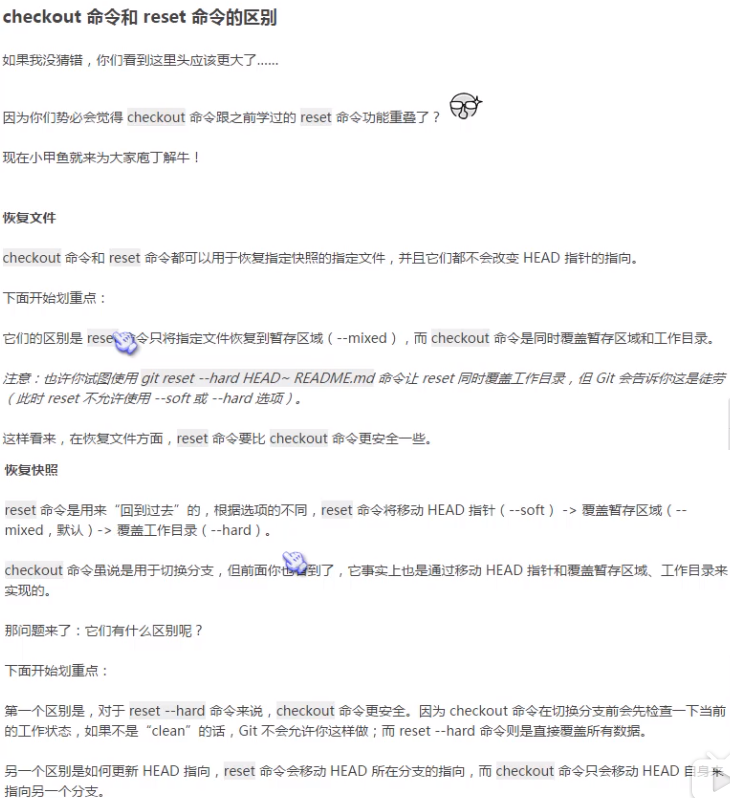 checkout 命令和 reset 命令的区别
如果我没猜错，你们看到这里头应该更大了......
因为你们势必会觉得 checkout 命令跟之前学过的 reset 命令功能重叠了？
现在小甲鱼就来为大家庖丁解牛！
恢复文件
checkout 命令和 reset 命令都可以用于恢复指定快照的指定文件，并且它们都不会改变 HEAD 指针的指向。
下面开始划重点：
它们的区别是 reset 命令只将指定文件恢复到暂存区域（--mixed），而 checkout 命令是同时覆盖暂存区域和工作目录。
注意：也许你试图使用 git reset --hard HEAD~ README.md 命令让 reset 同时覆盖工作目录，但 Git 会告诉你这是徒劳
（此时 reset 不允许使用 --soft 或 --hard 选项）。
这样看来，在恢复文件方面，reset 命令要比 checkout 命令更安全一些。
恢复快照
reset 命令是用来“回到过去”的，根据选项的不同，reset 命令将移动 HEAD 指针（--soft） -> 覆盖暂存区域（--
mixed，默认）-> 覆盖工作目录（--hard）。
checkout 命令虽说是用于切换分支，但前面你也看到了，它事实上也是通过移动 HEAD 指针和覆盖暂存区域、工作目录来
实现的。
那问题来了：它们有什么区别呢？
下面开始划重点：
第一个区别是，对于 reset --hard 命令来说，checkout 命令更安全。因为 checkout 命令在切换分支前会先检查一下当前
的工作状态，如果不是“clean”的话，Git 不会允许你这样做；而 reset --hard 命令则是直接覆盖所有数据。
另一个区别是如何更新 HEAD 指向，reset 命令会移动 HEAD 所在分支的指向，而 checkout 命令只会移动 HEAD 自身来
指向另一个分支。